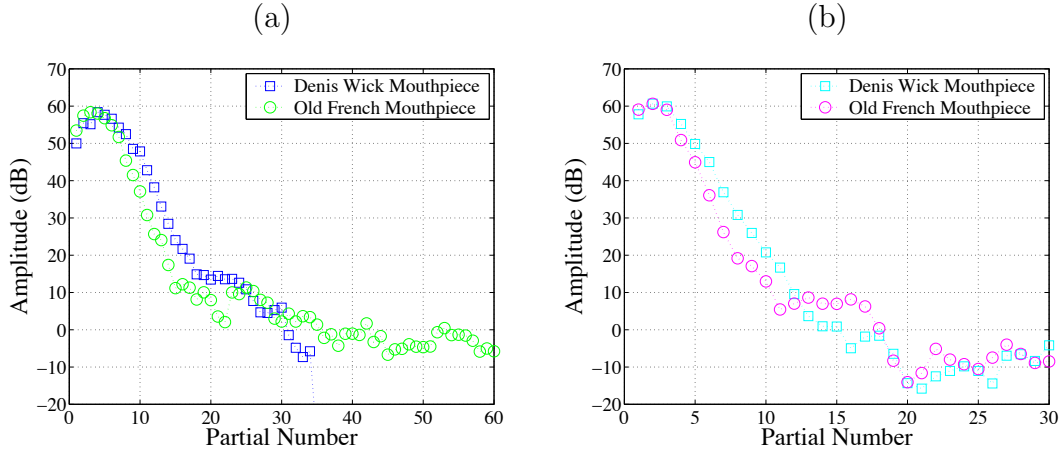 (a)
70
60
50
40
30
20
10
0
−10
−20
0 10 20 30 40 50 60
Amplitude (dB)
Partial Number
Denis Wick Mouthpiece
Old French Mouthpiece
(b)
70
60
50
40
30
20
10
0
−10
−20
0 5 10 15 20 25 30
Amplitude (dB)
Partial Number
Denis Wick Mouthpiece
Old French Mouthpiece